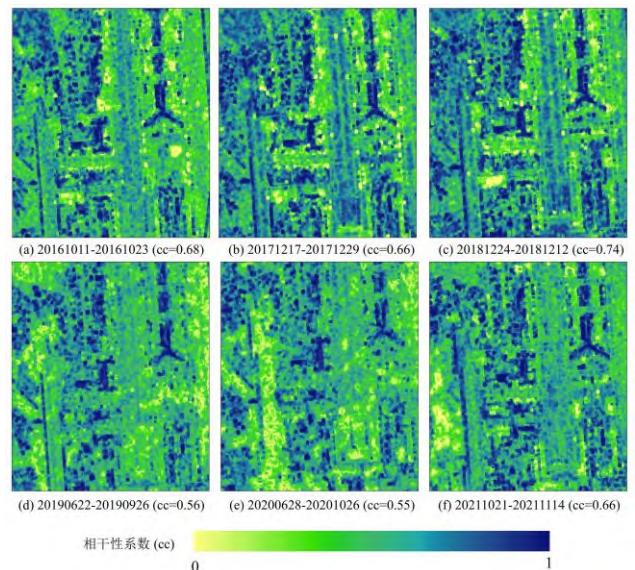 (a) 20161011-20161023 (cc=0.68)
(b) 20171217-20171229 (cc=0.66)
(c) 20181224-20181212 (cc=0.74)
(d) 20190622-20190926 (cc=0.56)
(e) 20200628-20201026 (cc=0.55)
(f) 20211021-20211114 (cc=0.66)
相干性系数 (cc)
0
1